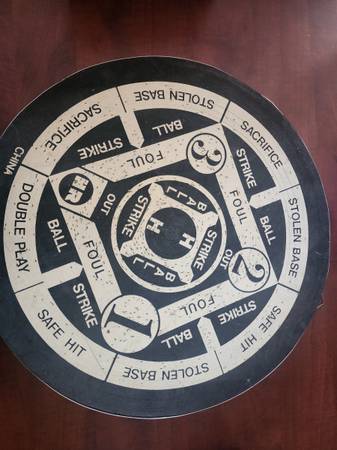 STOLEN BASE
SACRIFICE
STOLEN BASE
SAFE HIT
STOLEN BASE
SAFE HIT
DOUBLE PLAY
SACRIFICE
CHINA
STRIKE
BALL
STRIKE
BALL
STRIKE
BALL
STRIKE
BALL
FOUL
3
FOUL
2
OUT
FOUL
1
FOUL
HR
OUT
BALL
STRIKE
BALL
STRIKE
H
H